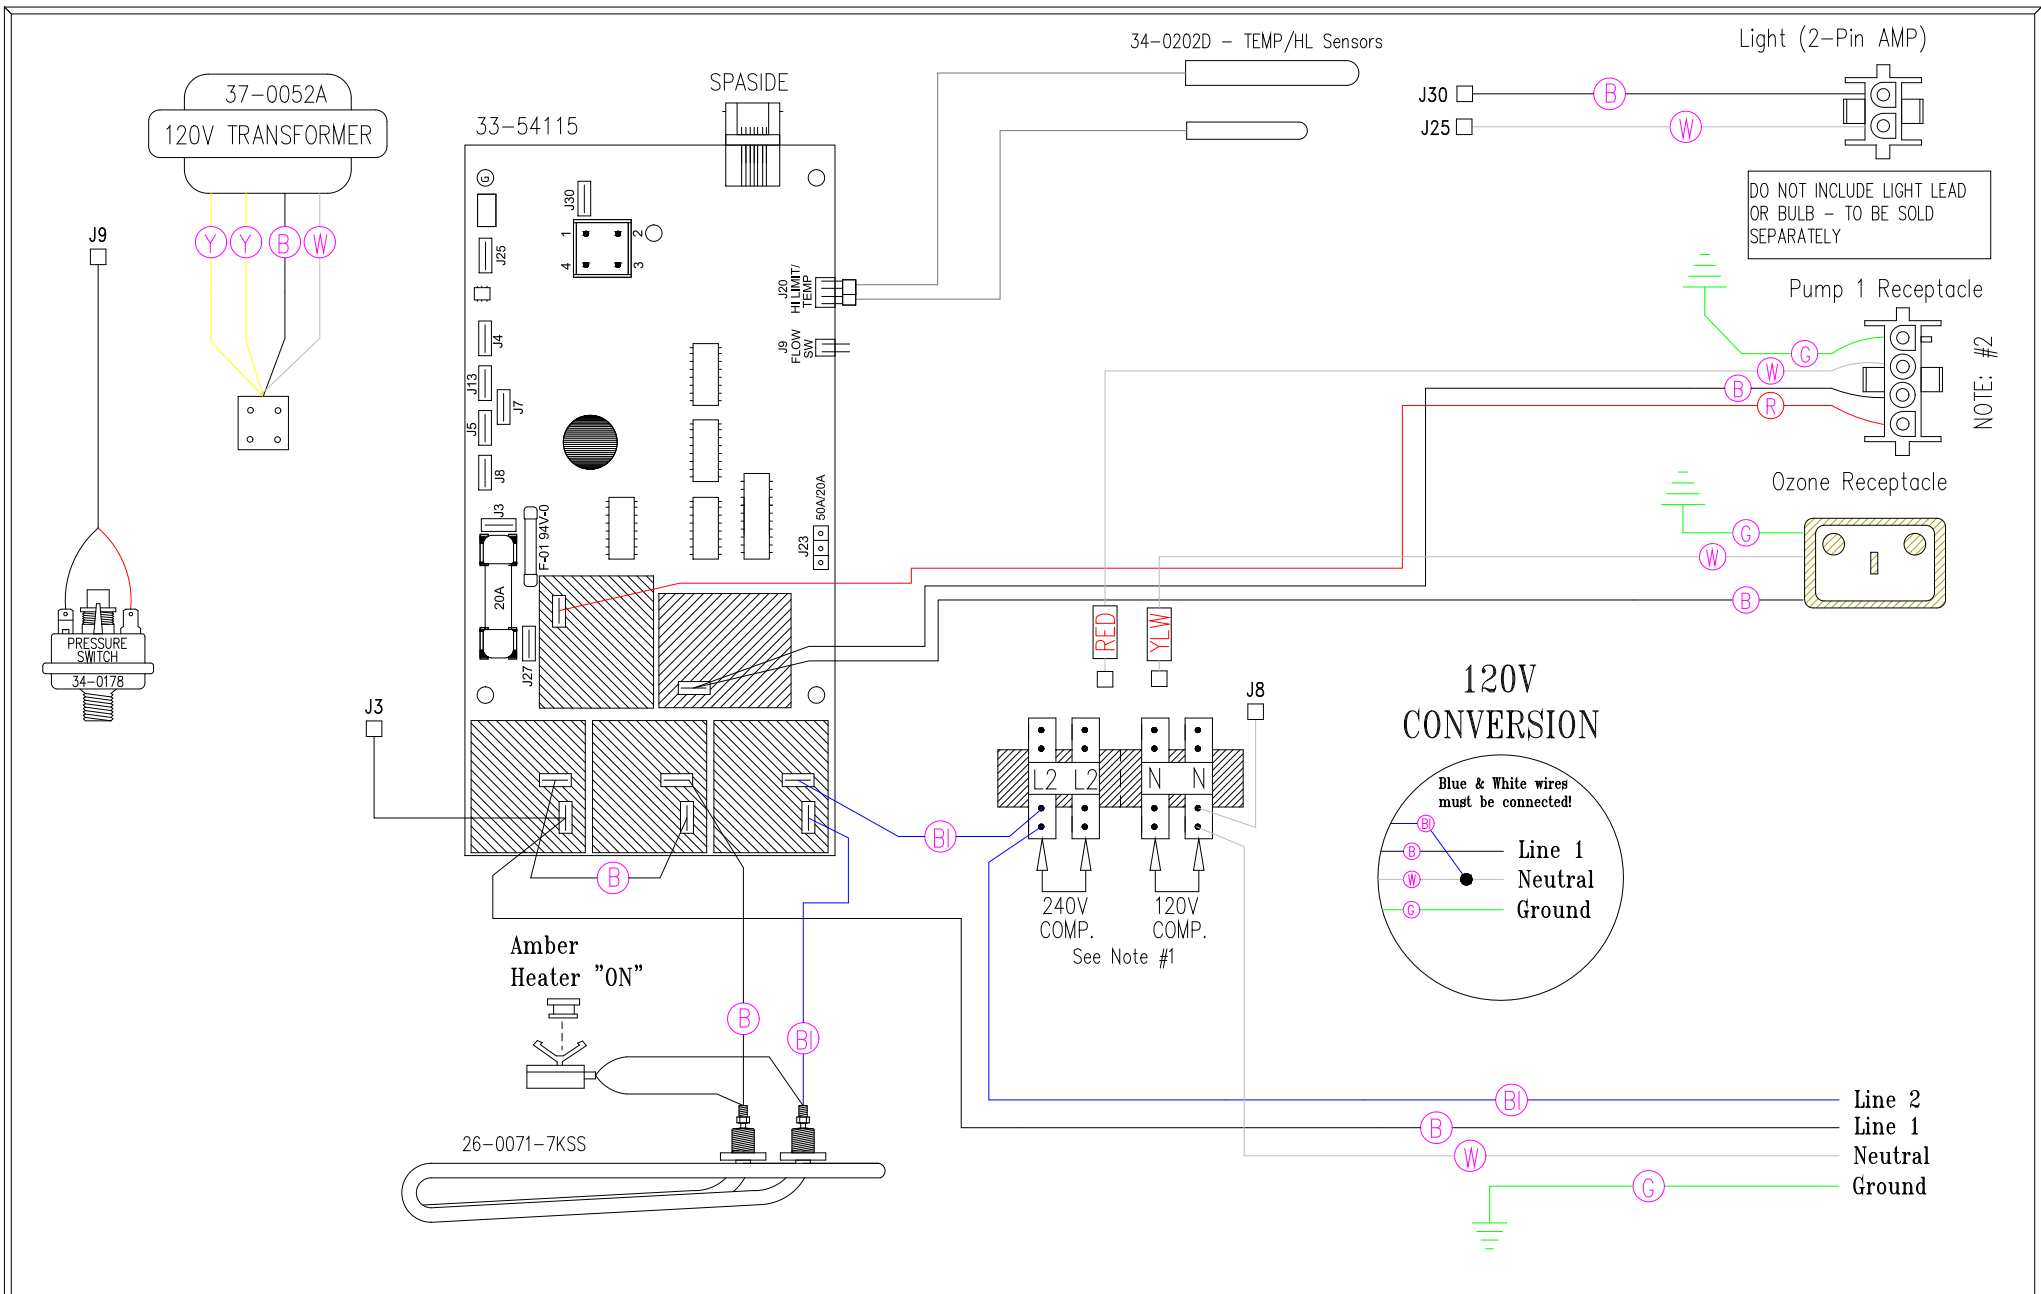 34-0202D - TEMP/HL Sensors
Light (2-Pin AMP)
J30
B
J25
W
DO NOT INCLUDE LIGHT LEAD
OR BULB - TO BE SOLD
SEPARATELY
37-0052A
120V TRANSFORMER
Y
Y
B
W
J9
SPASIDE
33-54115
G
J30
1
2
4
3
J25
J20
HI LIMIT/
TEMP
J9
FLOW
SW
J4
J13
J7
J5
J8
J3
F-01 94V-0
20A
J27
J23
50A/20A
Pump 1 Receptacle
G
W
B
R
NOTE: #2
Ozone Receptacle
G
W
B
RED
YLW
PRESSURE
SWITCH
34-0178
J3
J8
L2
L2
N
N
Bl
B
240V
COMP.
120V
COMP.
See Note #1
120V
CONVERSION
Blue & White wires
must be connected!
Bl
B
Line 1
W
Neutral
G
Ground
Amber
Heater "ON"
B
Bl
26-0071-7KSS
Bl
Line 2
B
Line 1
W
Neutral
G
Ground